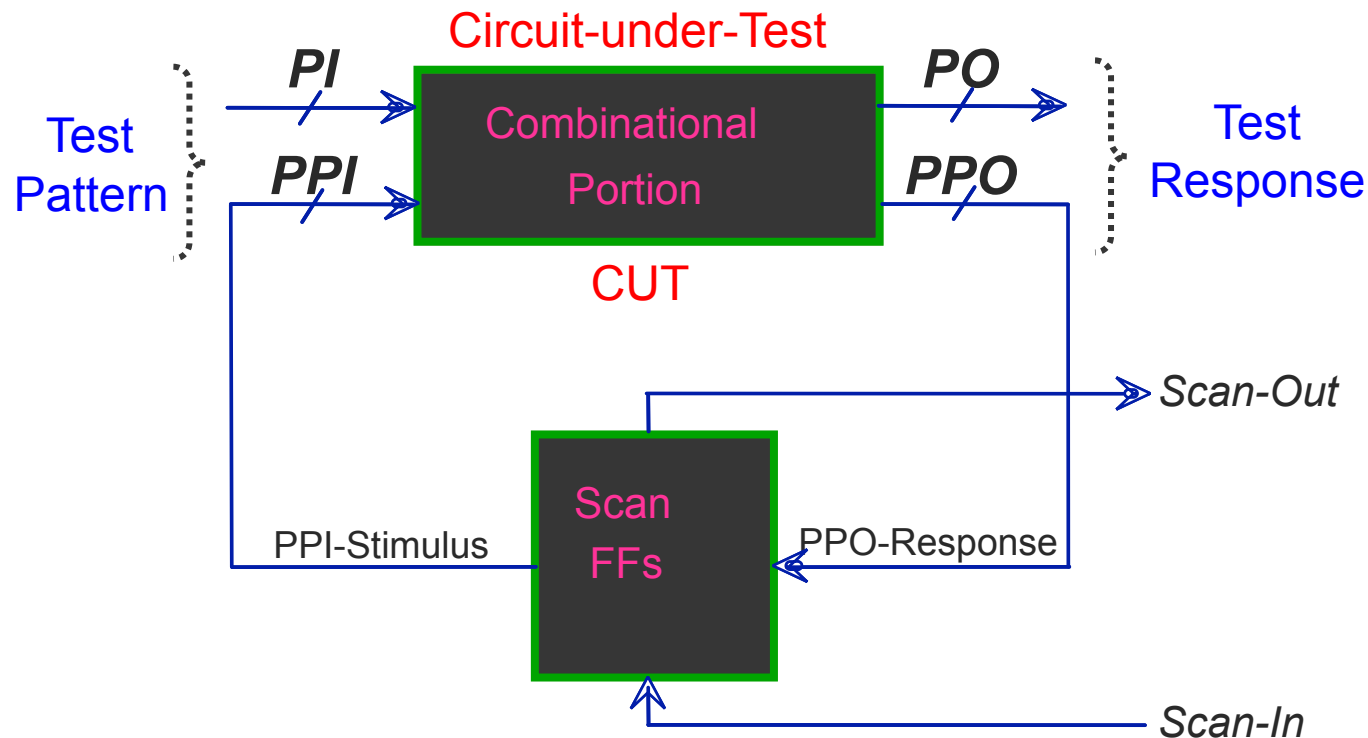 Circuit-under-Test
PI
PO
Test
Pattern
Combinational
Portion
Test
Response
PPI
PPO
CUT
Scan-Out
Scan
FFs
PPI-Stimulus
PPO-Response
Scan-In